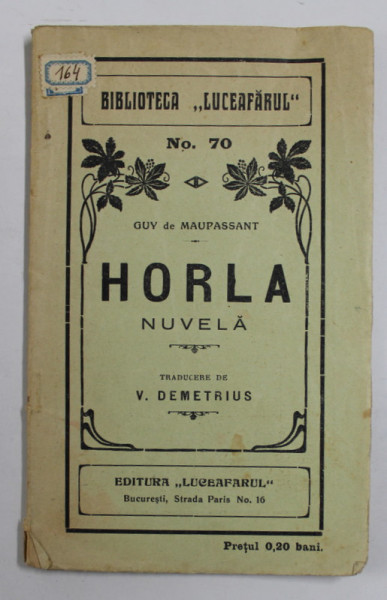 164
BIBLIOTECA „LUCEAFĂRUL"
No. 70
GUY de MAUPASSANT
HORLA
NUVELĂ
TRADUCERE DE
V. DEMETRIUS
EDITURA „LUCEAFARUL"
Bucureşti, Strada Paris No. 16
Preţul 0,20 bani.